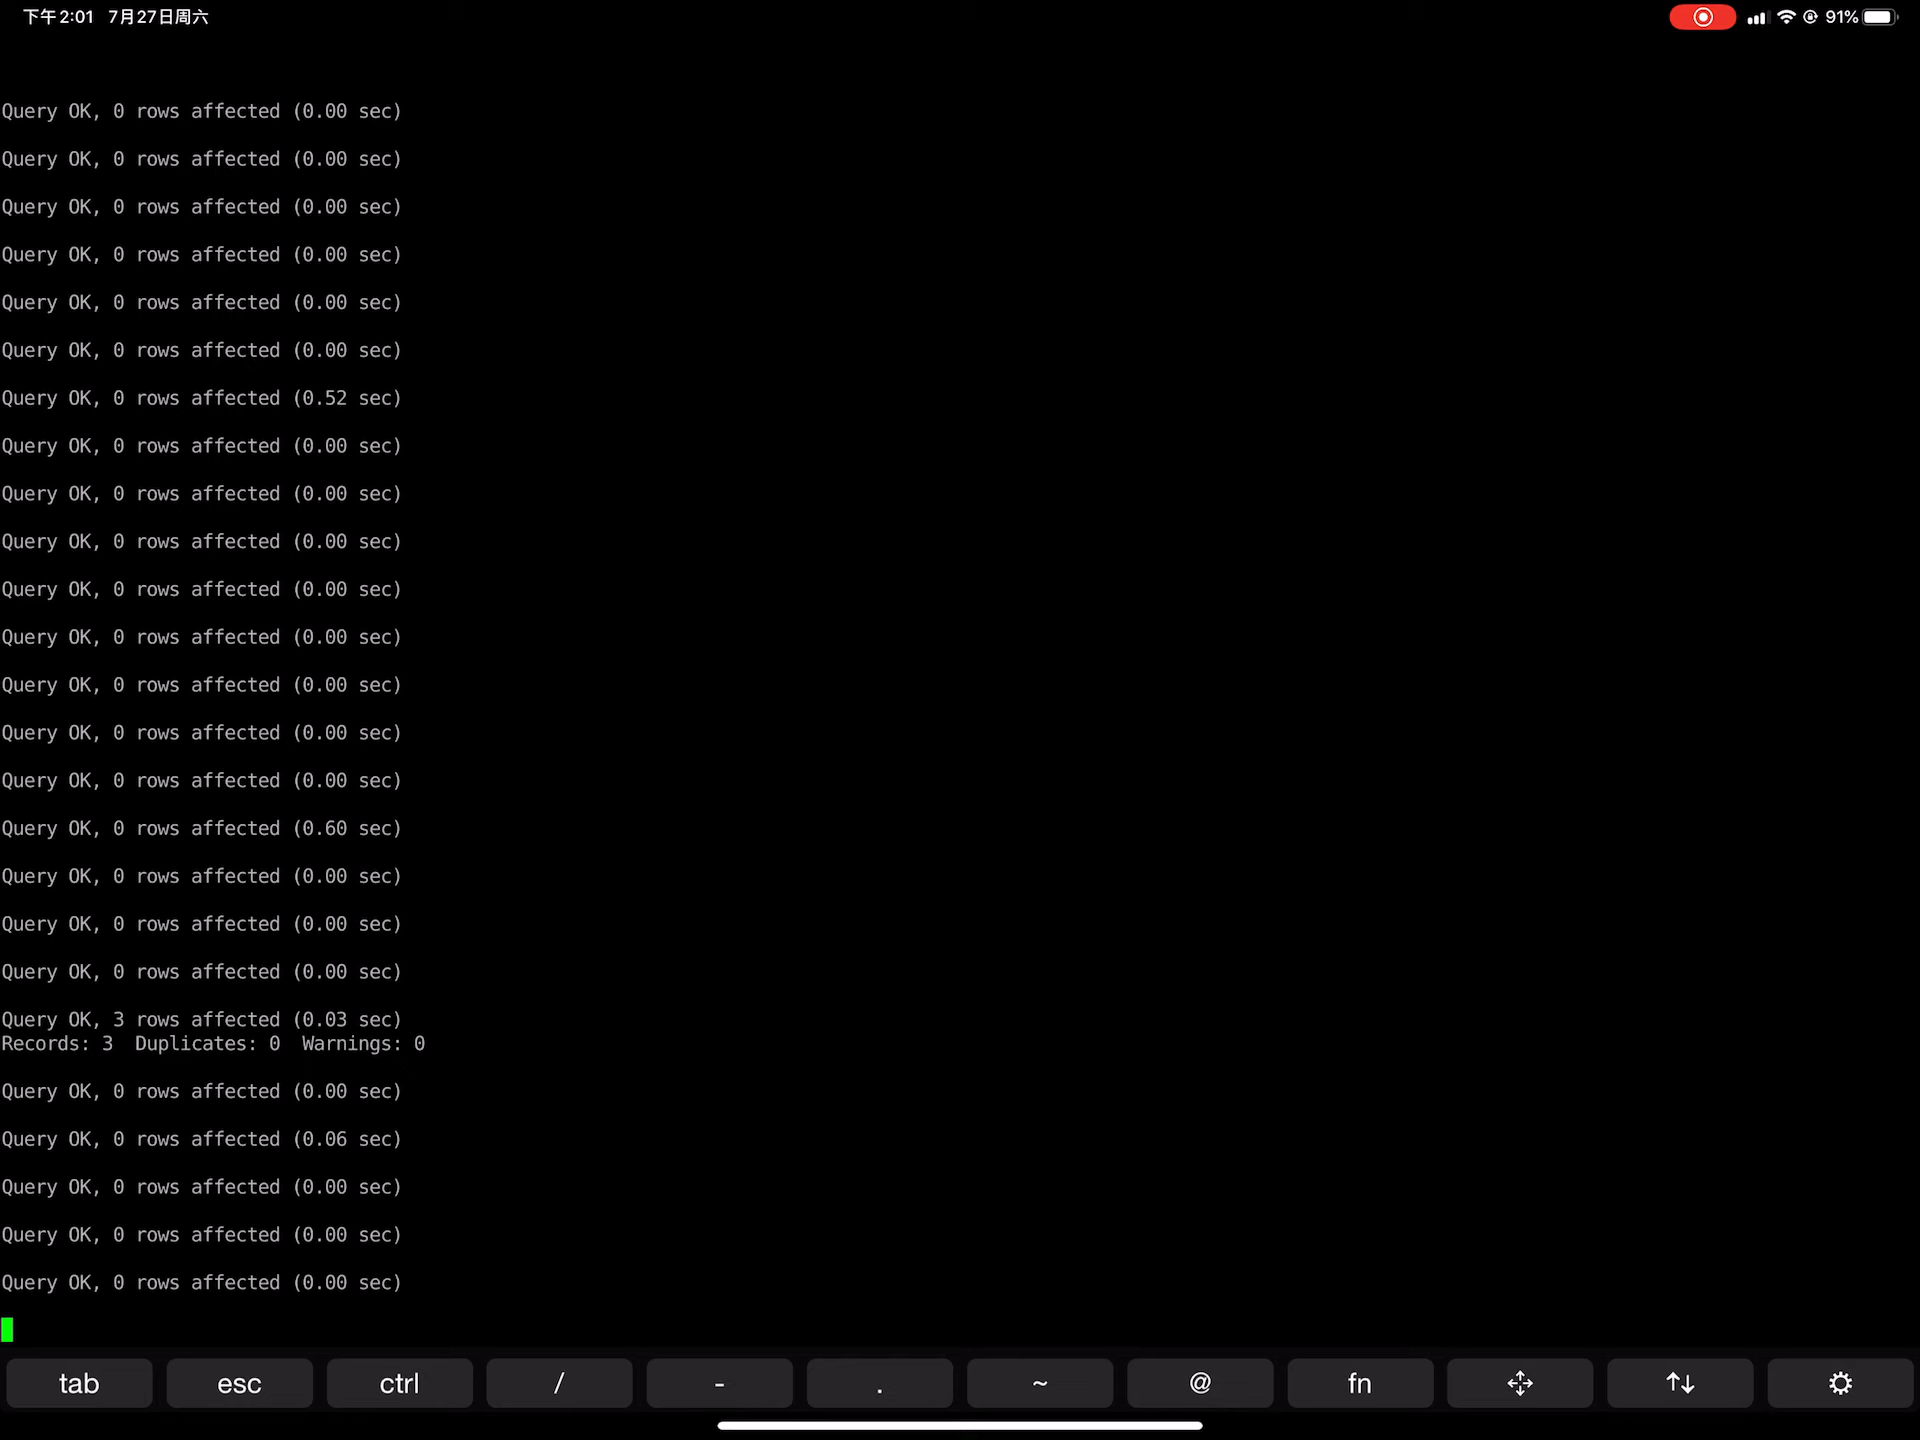 下午2:01 7月27日周六
91%
Query OK, 0 rows affected (0.00 sec)
Query OK, 0 rows affected (0.00 sec)
Query OK, 0 rows affected (0.00 sec)
Query OK, 0 rows affected (0.00 sec)
Query OK, 0 rows affected (0.00 sec)
Query OK, 0 rows affected (0.00 sec)
Query OK, 0 rows affected (0.52 sec)
Query OK, 0 rows affected (0.00 sec)
Query OK, 0 rows affected (0.00 sec)
Query OK, 0 rows affected (0.00 sec)
Query OK, 0 rows affected (0.00 sec)
Query OK, 0 rows affected (0.00 sec)
Query OK, 0 rows affected (0.00 sec)
Query OK, 0 rows affected (0.00 sec)
Query OK, 0 rows affected (0.00 sec)
Query OK, 0 rows affected (0.60 sec)
Query OK, 0 rows affected (0.00 sec)
Query OK, 0 rows affected (0.00 sec)
Query OK, 0 rows affected (0.00 sec)
Query OK, 3 rows affected (0.03 sec)
Records: 3  Duplicates: 0  Warnings: 0
Query OK, 0 rows affected (0.00 sec)
Query OK, 0 rows affected (0.06 sec)
Query OK, 0 rows affected (0.00 sec)
Query OK, 0 rows affected (0.00 sec)
Query OK, 0 rows affected (0.00 sec)
tab esc ctrl / - . ~ @ fn